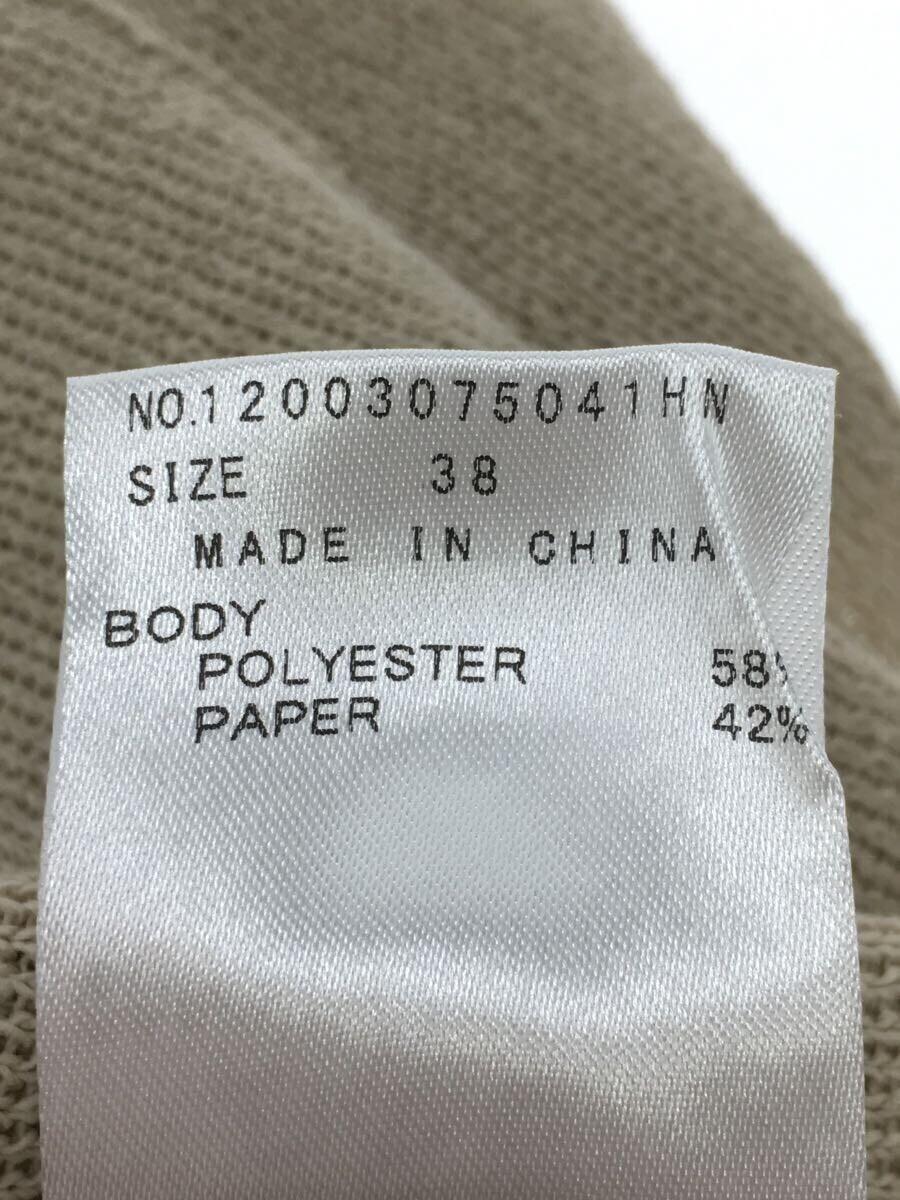 NO.12003075041HN
SIZE 38
MADE IN CHINA
BODY
POLYESTER 58%
PAPER 42%